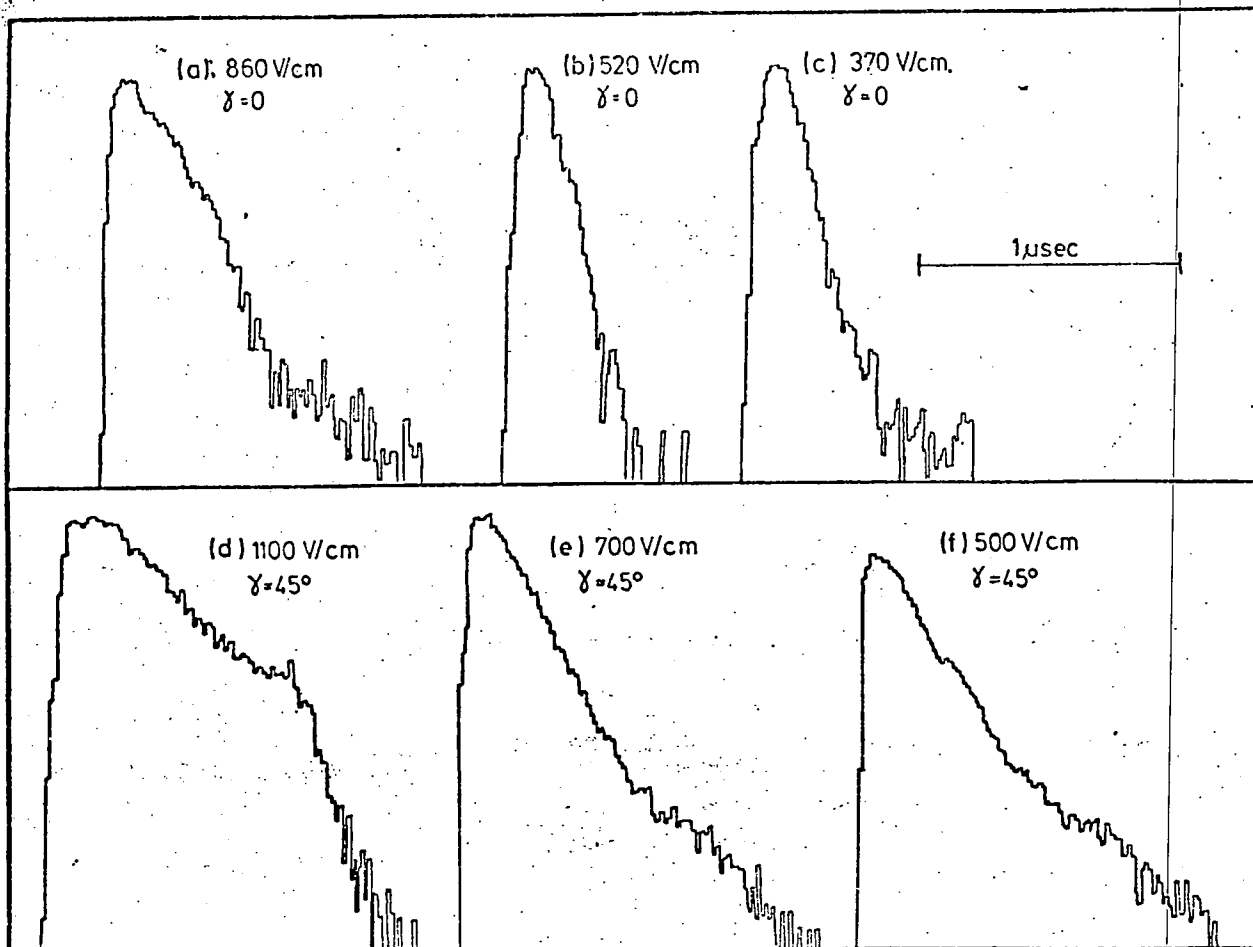 (a). 860 V/cm
γ=0
(b) 520 V/cm
γ=0
(c) 370 V/cm.
γ=0
1μsec
(d) 1100 V/cm
γ=45°
(e) 700 V/cm
γ=45°
(f) 500 V/cm
γ=45°